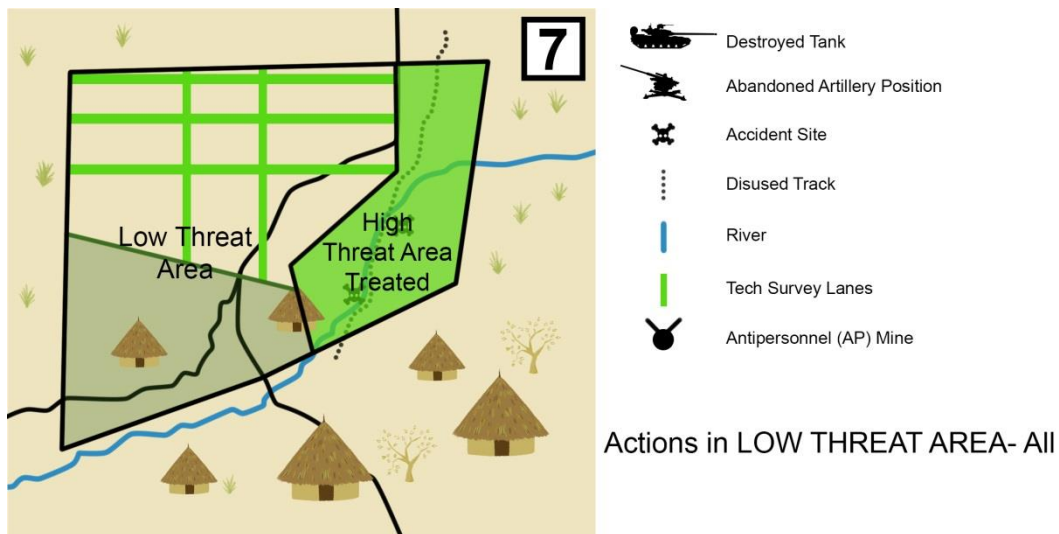 7
Low Threat
Area
High
Threat Area
Treated
Destroyed Tank
Abandoned Artillery Position
Accident Site
Disused Track
River
Tech Survey Lanes
Antipersonnel (AP) Mine
Actions in LOW THREAT AREA- All